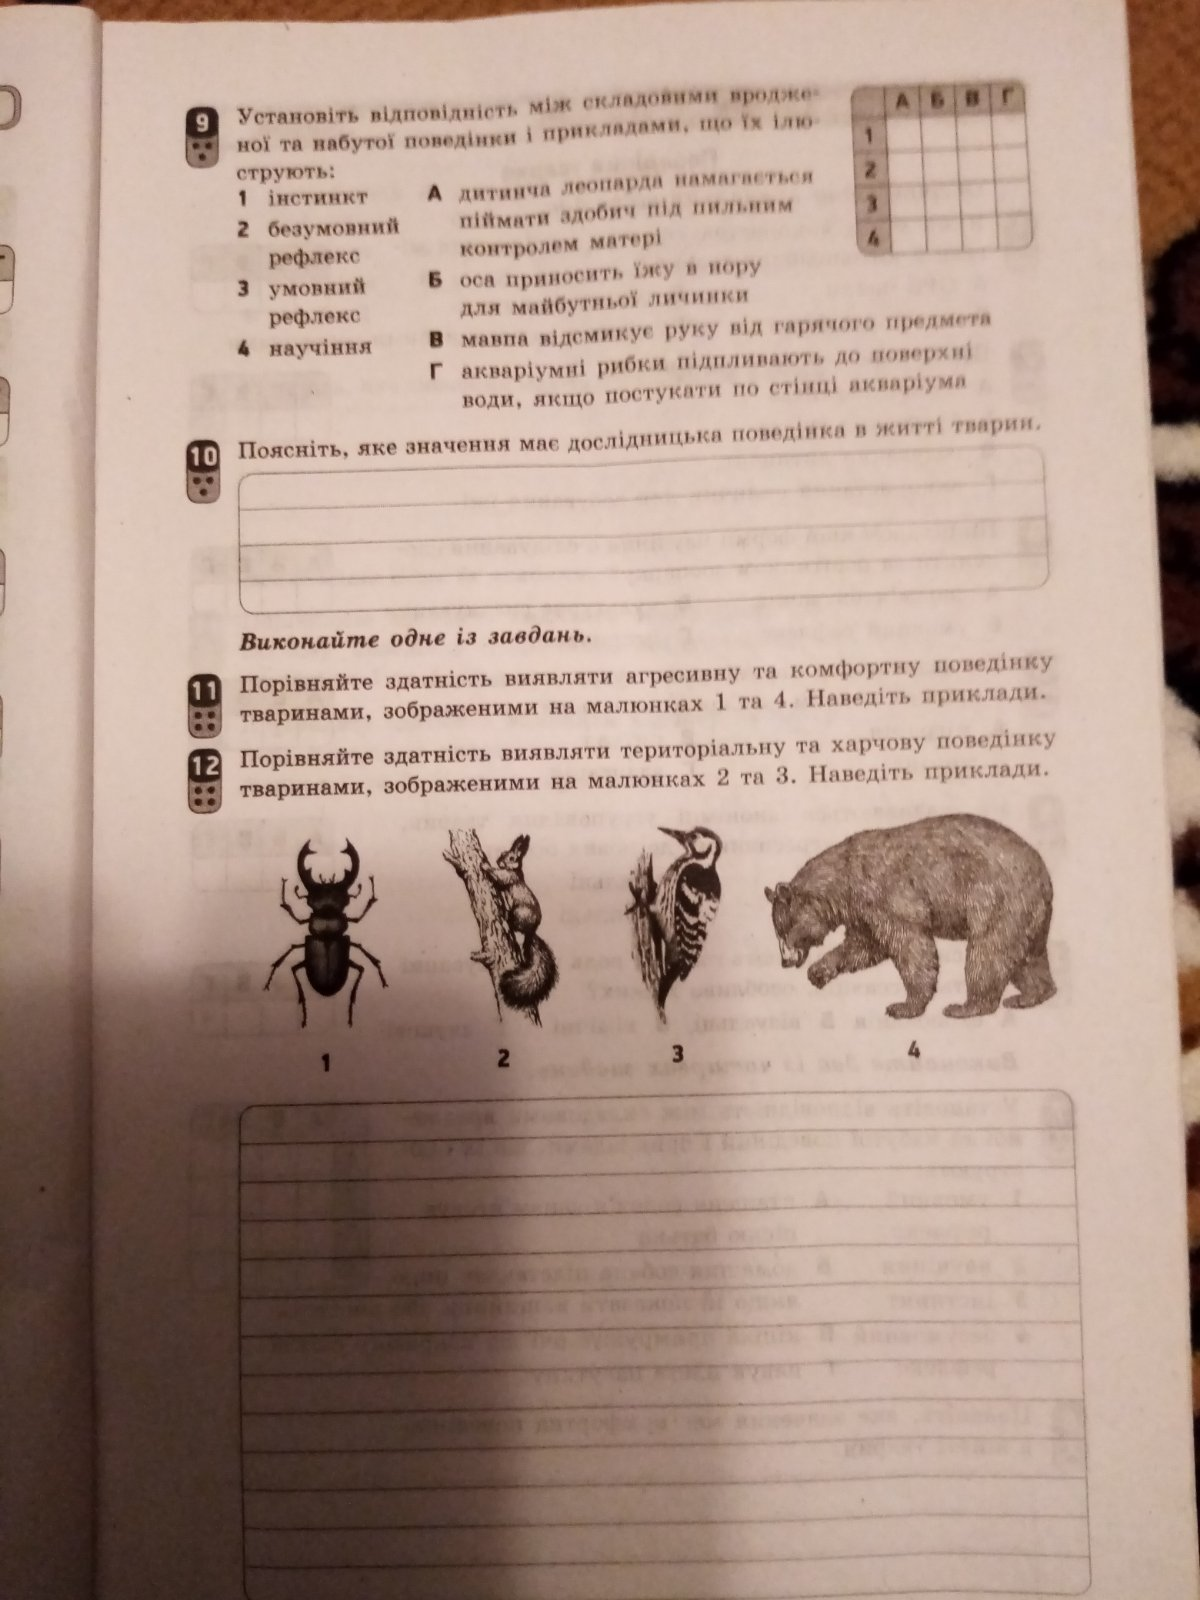 9 Установіть відповідність між складовими вродже-
ної та набутої поведінки і прикладами, що їх ілю-
струють:
А Б В Г
1
2
3
4
1 інстинкт
2 безумовний
рефлекс
3 умовний
рефлекс
4 научіння
А дитинча леопарда намагається
піймати здобич під пильним
контролем матері
Б оса приносить їжу в нору
для майбутньої личинки
В мавпа відсмикує руку від гарячого предмета
Г акваріумні рибки підпливають до поверхні
води, якщо постукати по стінці акваріума
10 Поясніть, яке значення має дослідницька поведінка в житті тварин.
Виконайте одне із завдань.
11 Порівняйте здатність виявляти агресивну та комфортну поведінку
тваринами, зображеними на малюнках 1 та 4. Наведіть приклади.
12 Порівняйте здатність виявляти територіальну та харчову поведінку
тваринами, зображеними на малюнках 2 та 3. Наведіть приклади.
1 2 3 4